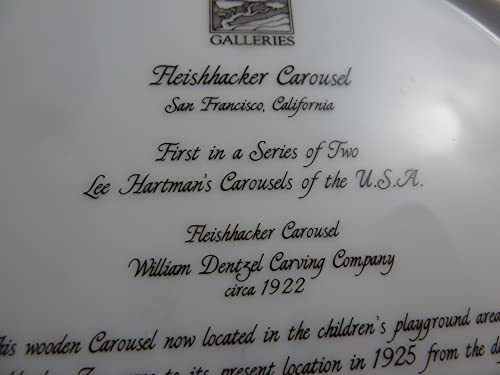 GALLERIES
Fleishhacker Carousel
San Francisco, California
First in a Series of Two
Lee Hartman's Carousels of the U.S.A.
Fleishhacker Carousel
William Dentzel Carving Company
circa 1922
wooden Carousel now located in the children's playground area
to its present location in 1925 from the